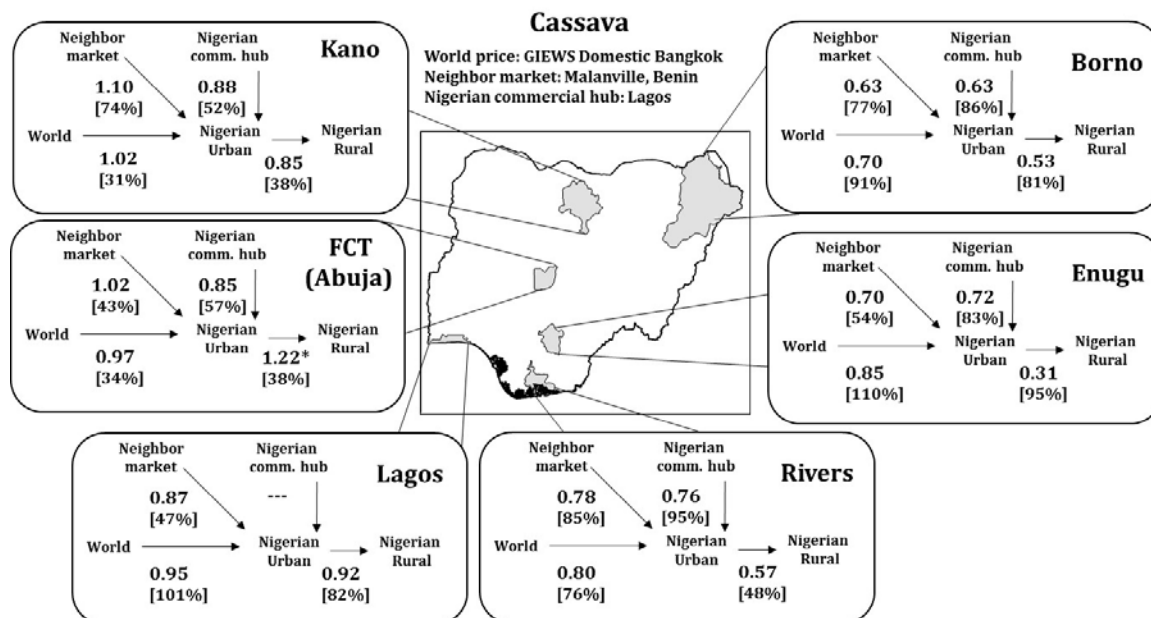 Cassava
World price: GIEWS Domestic Bangkok
Neighbor market: Malanville, Benin
Nigerian commercial hub: Lagos
Kano
Neighbor
market
Nigerian
comm. hub
1.10
[74%]
0.88
[52%]
World
Nigerian
Urban
Nigerian
Rural
1.02
[31%]
0.85
[38%]
Borno
Neighbor
market
Nigerian
comm. hub
0.63
[77%]
0.63
[86%]
World
Nigerian
Urban
Nigerian
Rural
0.70
[91%]
0.53
[81%]
FCT
(Abuja)
Neighbor
market
Nigerian
comm. hub
1.02
[43%]
0.85
[57%]
World
Nigerian
Urban
Nigerian
Rural
0.97
[34%]
1.22*
[38%]
Enugu
Neighbor
market
Nigerian
comm. hub
0.70
[54%]
0.72
[83%]
World
Nigerian
Urban
Nigerian
Rural
0.85
[110%]
0.31
[95%]
Lagos
Neighbor
market
Nigerian
comm. hub
0.87
[47%]
---
World
Nigerian
Urban
Nigerian
Rural
0.95
[101%]
0.92
[82%]
Rivers
Neighbor
market
Nigerian
comm. hub
0.78
[85%]
0.76
[95%]
World
Nigerian
Urban
Nigerian
Rural
0.80
[76%]
0.57
[48%]